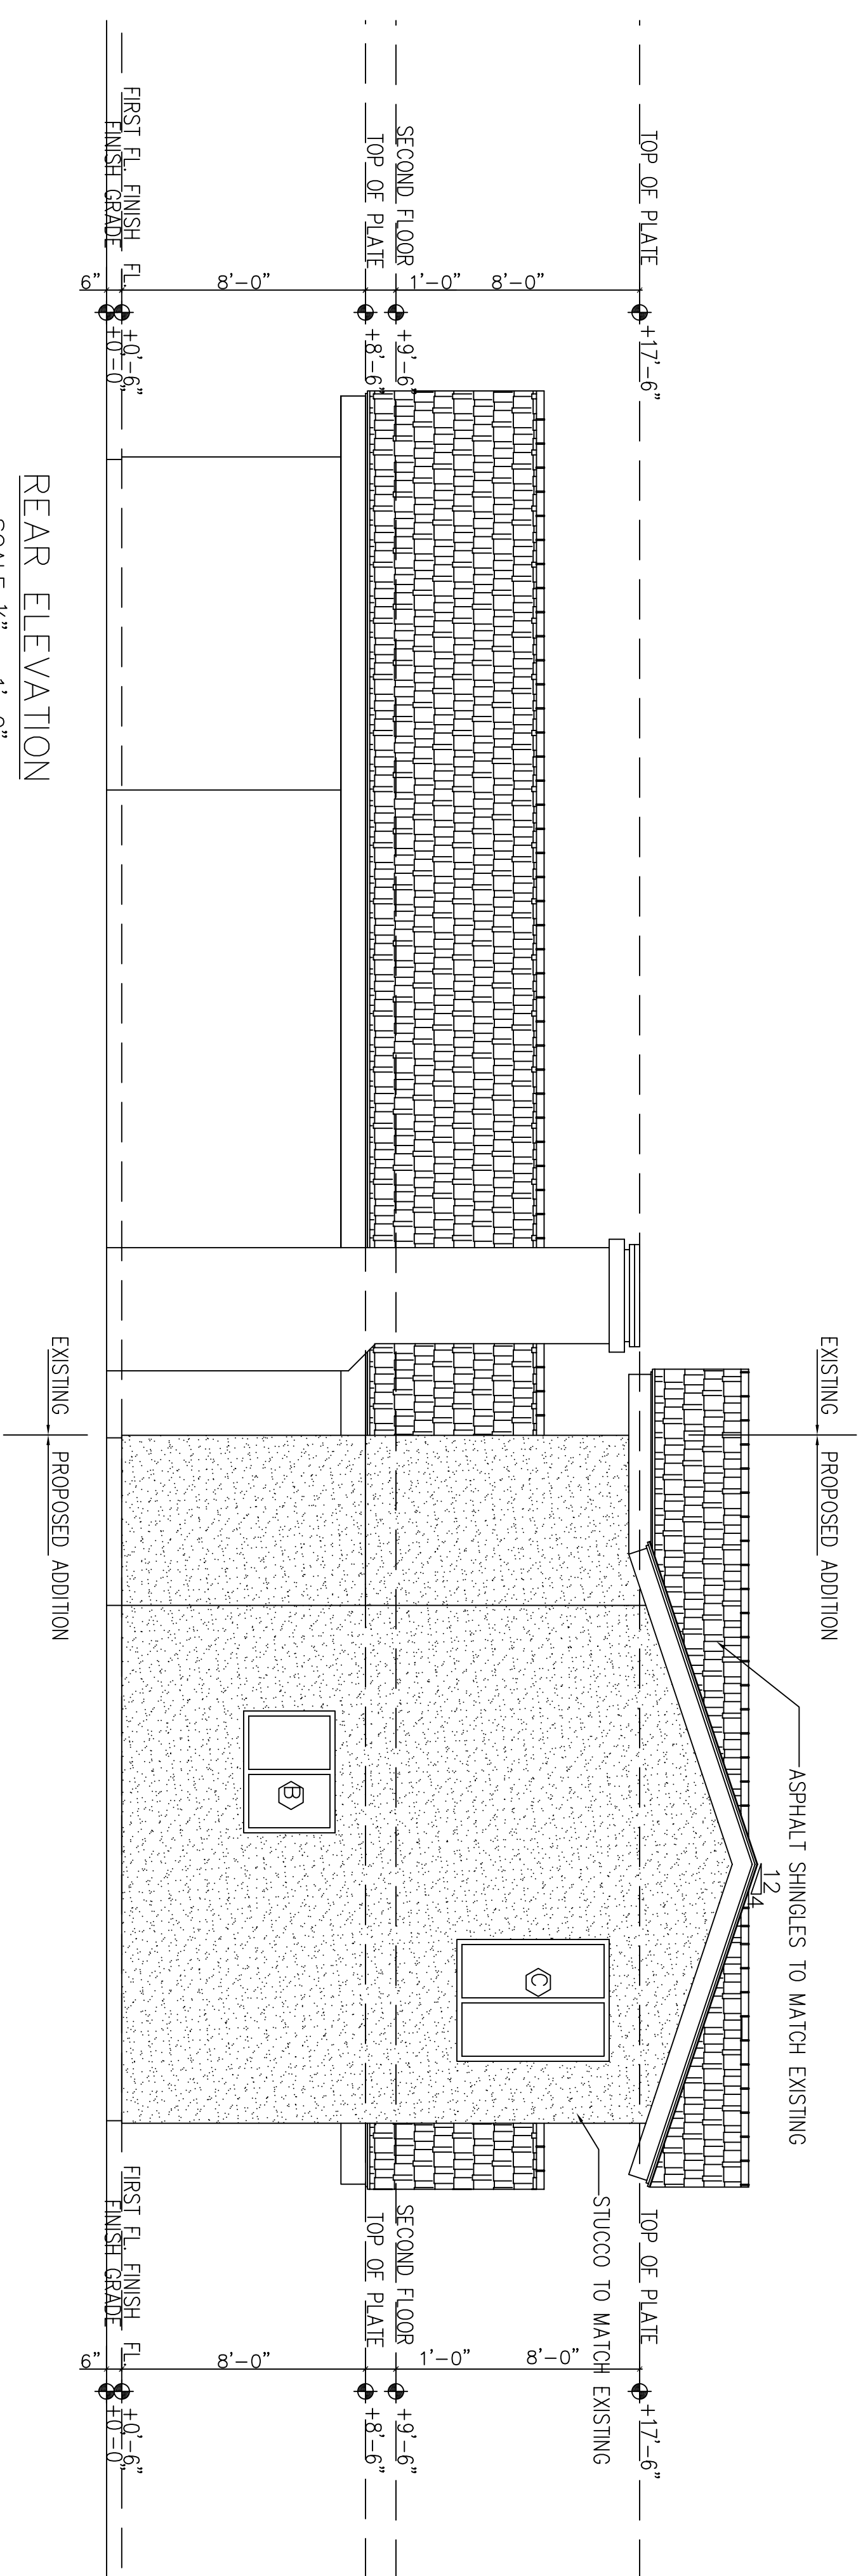 EXISTING
PROPOSED ADDITION
ASPHALT SHINGLES TO MATCH EXISTING
12
4
TOP OF PLATE
+17'-6"
8'-0"
SECOND FLOOR
+9'-6"
1'-0"
TOP OF PLATE
+8'-6"
8'-0"
FIRST FL. FINISH FL.
+0'-6"
FINISH GRADE
+0'-0"
6"
C
B
STUCCO TO MATCH EXISTING
TOP OF PLATE
+17'-6"
8'-0"
SECOND FLOOR
+9'-6"
1'-0"
TOP OF PLATE
+8'-6"
8'-0"
FIRST FL. FINISH FL.
+0'-6"
FINISH GRADE
+0'-0"
6"
EXISTING
PROPOSED ADDITION
REAR ELEVATION